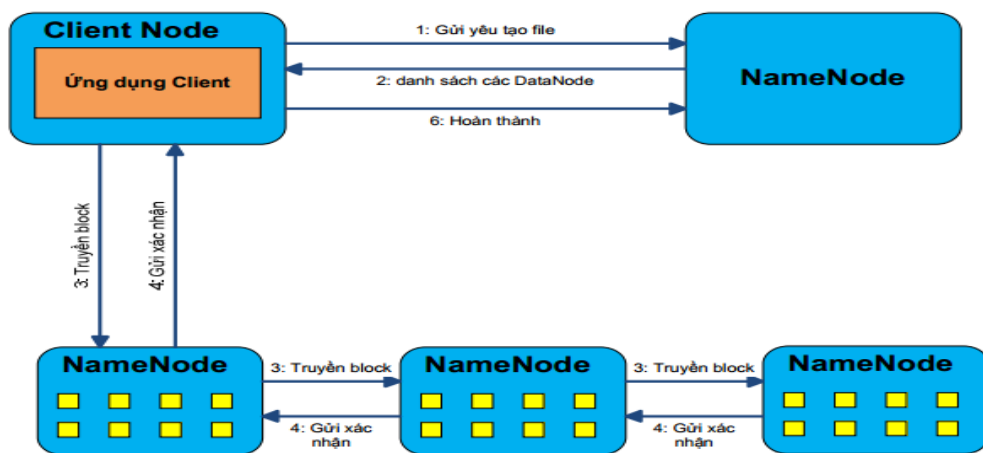 Client Node
Ứng dụng Client
1: Gửi yêu tạo file
2: danh sách các DataNode
6: Hoàn thành
NameNode
3: Truyền block
4: Gửi xác nhận
NameNode
3: Truyền block
4: Gửi xác
nhận
NameNode
3: Truyền block
4: Gửi xác
nhận
NameNode